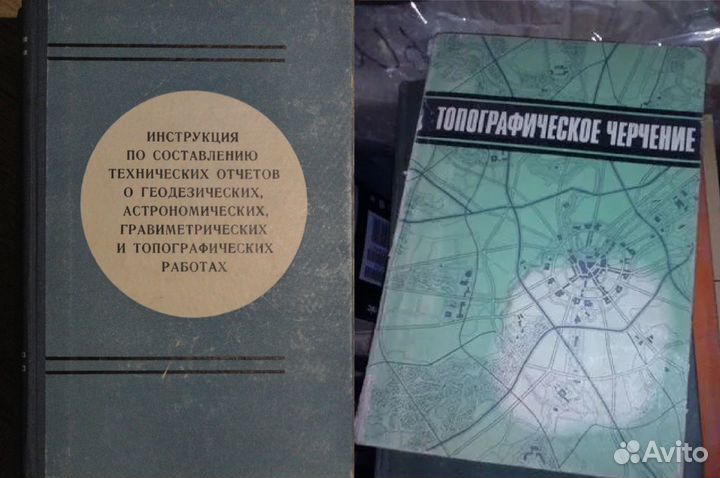 ИНСТРУКЦИЯ
ПО СОСТАВЛЕНИЮ
ТЕХНИЧЕСКИХ ОТЧЕТОВ
О ГЕОДЕЗИЧЕСКИХ,
АСТРОНОМИЧЕСКИХ,
ГРАВИМЕТРИЧЕСКИХ
И ТОПОГРАФИЧЕСКИХ
РАБОТАХ
ТОПОГРАФИЧЕСКОЕ ЧЕРЧЕНИЕ
Avito